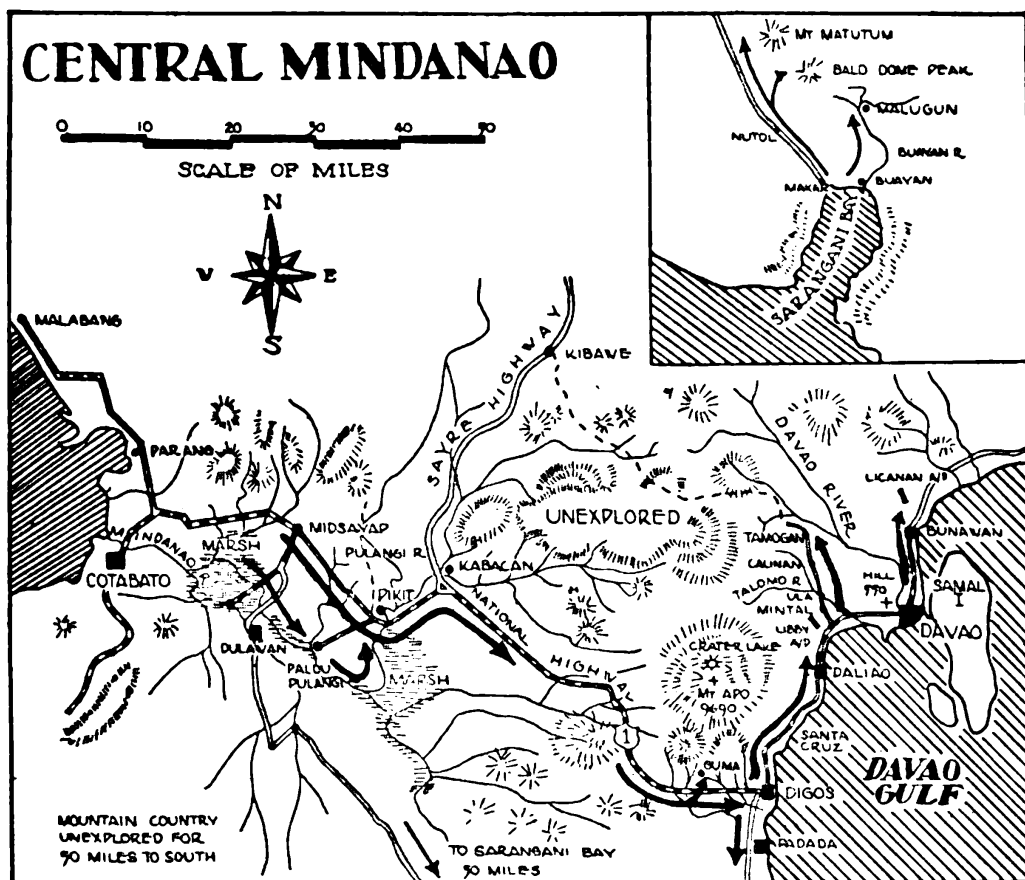 CENTRAL MINDANAO
0 10 20 30 40 50
SCALE OF MILES
N
W E
S
MT MATUTUM
BALD DOME PEAK
MALUGUN
NUTOL
BUAYAN R.
MAKAR
BUAYAN
SARANGANI BAY
MALABANG
PARANG
SAYRE HIGHWAY
KIBAWE
DAVAO RIVER
LICANAN A/D
UNEXPLORED
BUNAWAN
MINDANAO
MARSH
MIDSAYAP
PULANGI R.
KABACAN
TAMOGAN
CALINAN
TALOMO R
ULA
MINTAL
LIBBY
A/D
HILL
550
SAMAL
I
DAVAO
COTABATO
PIKIT
NATIONAL HIGHWAY
DULAWAN
PALDU
PULANGI
MARSH
CRATER LAKE
MT APO
9690
DALIAO
SANTA
CRUZ
1
GUMA
DIGOS
DAVAO
GULF
PADADA
MOUNTAIN COUNTRY
UNEXPLORED FOR
50 MILES TO SOUTH
TO SARANGANI BAY
50 MILES